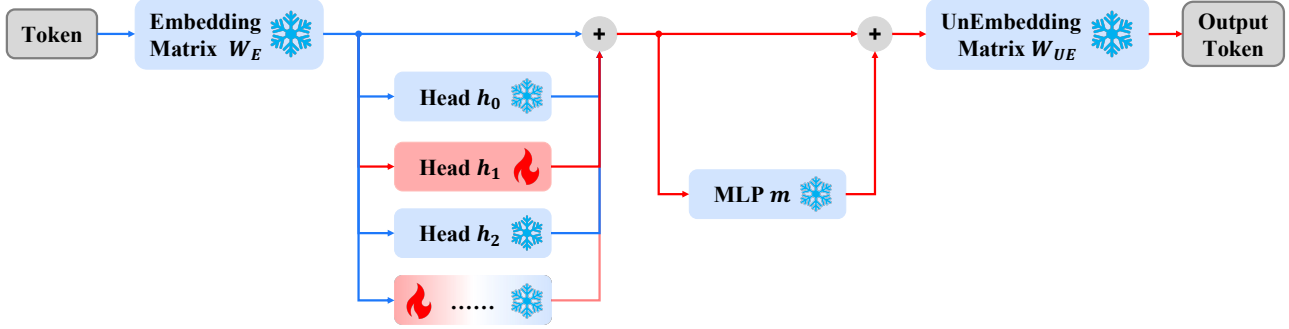 Token
Embedding
Matrix W_E
+
+
UnEmbedding
Matrix W_UE
Output
Token
Head h_0
Head h_1
Head h_2
......
MLP m